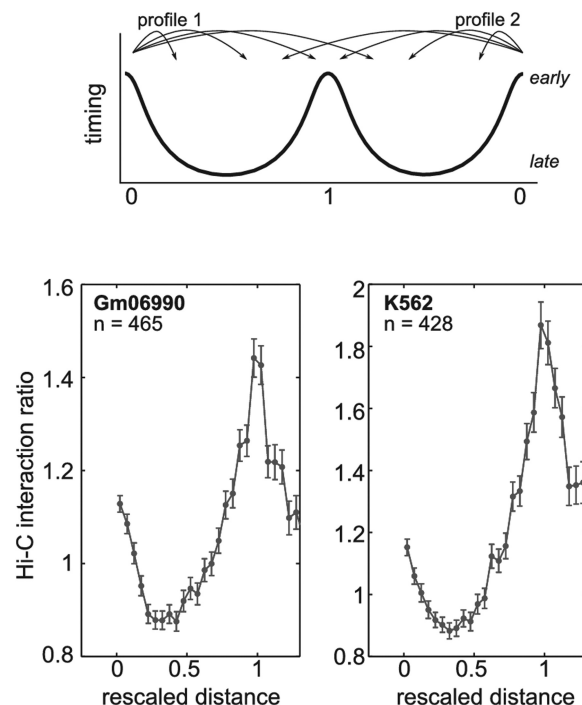 profile 1 profile 2
timing
early
late
0 1 0
Gm06990
n = 465
K562
n = 428
Hi-C interaction ratio
1.6
1.4
1.2
1
0.8
2
1.8
1.6
1.4
1.2
1
0.8
0 0.5 1
0 0.5 1
rescaled distance
rescaled distance